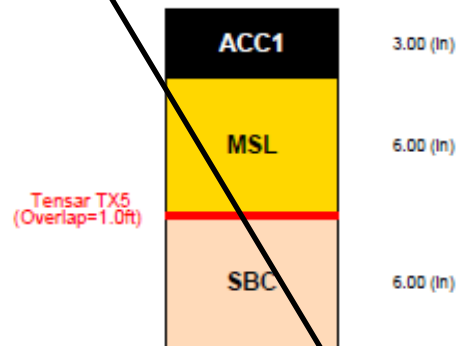 ACC1 3.00 (in)
MSL 6.00 (in)
Tensar TX5
(Overlap=1.0ft)
SBC 6.00 (in)